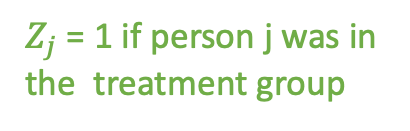 Zⱼ = 1 if person j was in
the treatment group